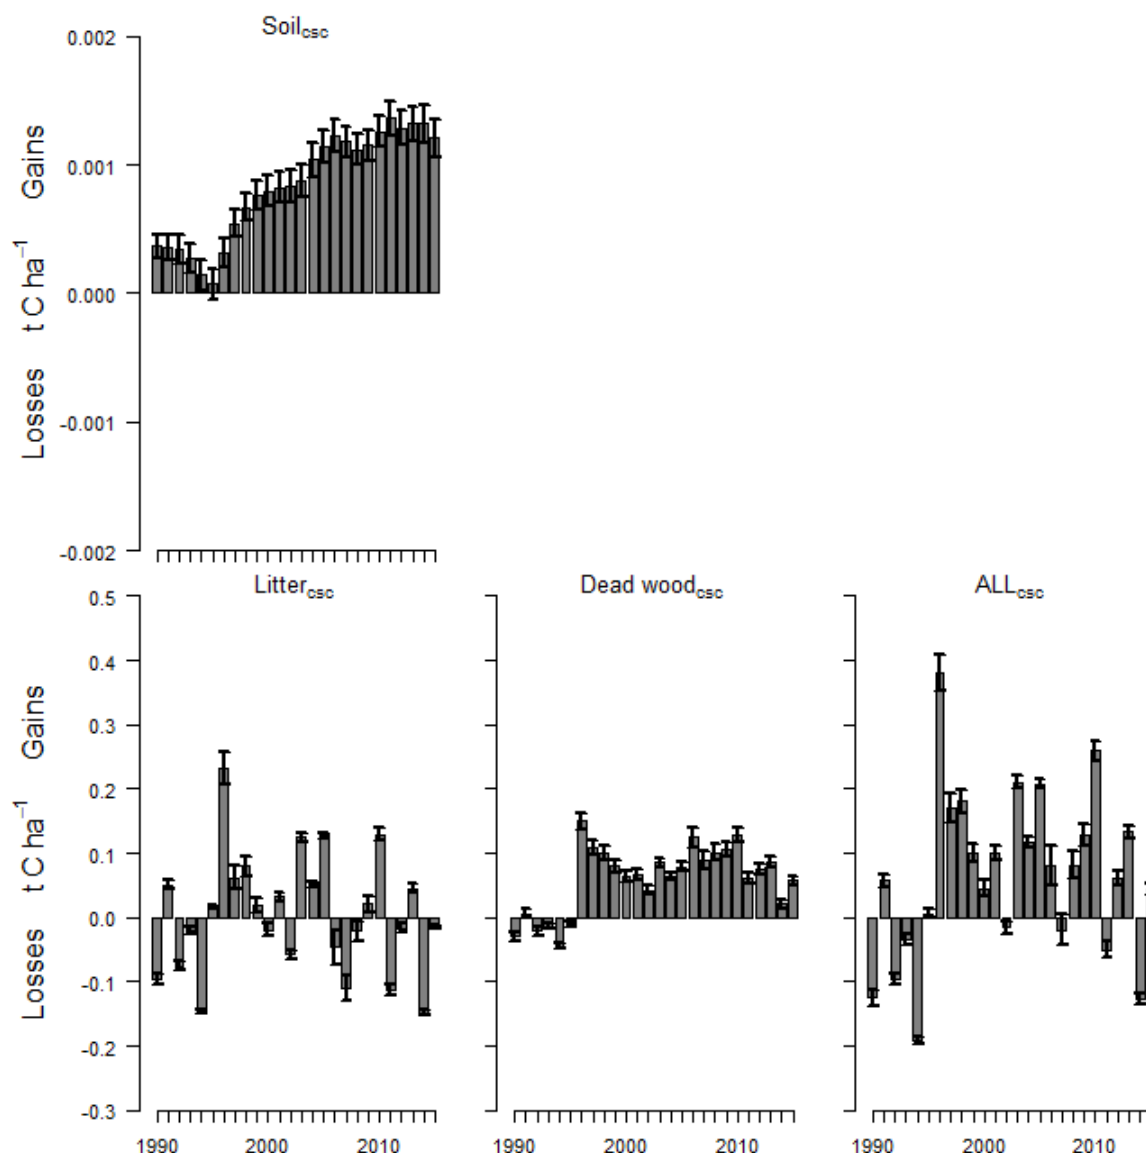 Soilcsc
0.002
0.001
0.000
-0.001
-0.002
Losses t C ha⁻¹ Gains
Littercsc Dead woodcsc ALLcsc
0.5
0.4
0.3
0.2
0.1
0.0
-0.1
-0.2
-0.3
Losses t C ha⁻¹ Gains
1990 2000 2010 1990 2000 2010 1990 2000 2010